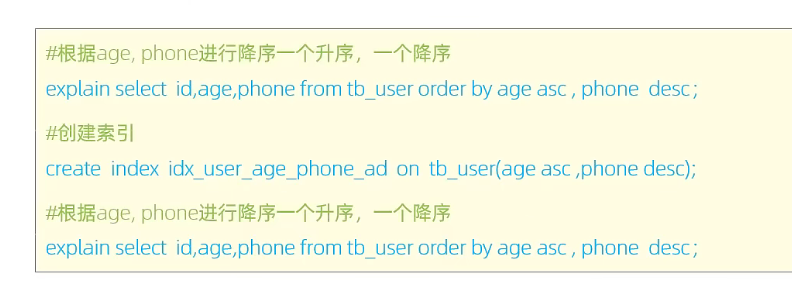 #根据age, phone进行降序一个升序，一个降序
explain select  id,age,phone from tb_user order by age asc , phone  desc ;
#创建索引
create  index  idx_user_age_phone_ad  on  tb_user(age asc ,phone desc);
#根据age, phone进行降序一个升序，一个降序
explain select  id,age,phone from tb_user order by age asc , phone  desc ;